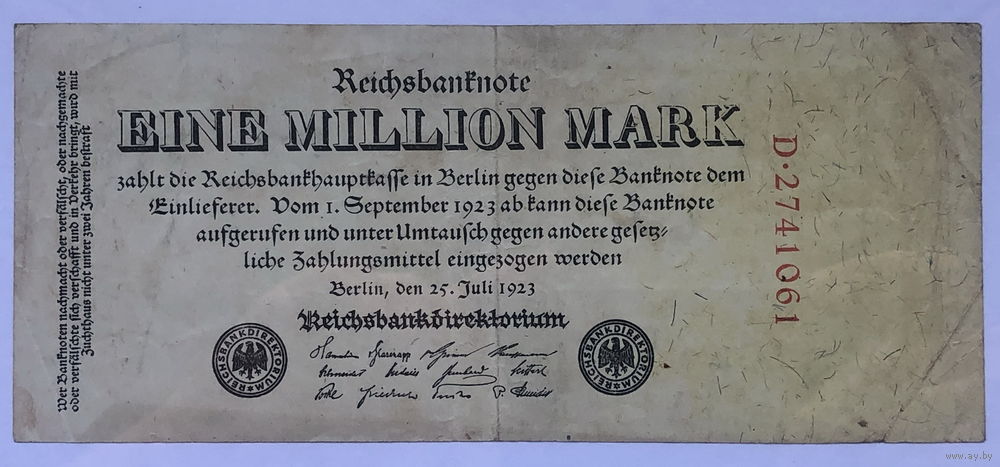 Reichsbanknote
EINE MILLION MARK
zahlt die Reichsbankhauptkasse in Berlin gegen diese Banknote dem
Einlieferer. Vom 1. September 1923 ab kann diese Banknote
aufgerufen und unter Umtausch gegen andere gesetz-
liche Zahlungsmittel eingezogen werden
Berlin, den 25. Juli 1923
Reichsbankdirektorium
REICHSBANKDIREKTORIUM
REICHSBANKDIREKTORIUM
Wer Banknoten nachmacht oder verfälscht, oder nachgemachte
oder verfälschte sich verschafft und in Verkehr bringt, wird mit
Zuchthaus nicht unter zwei Jahren bestraft
D·2741061
www.ay.by